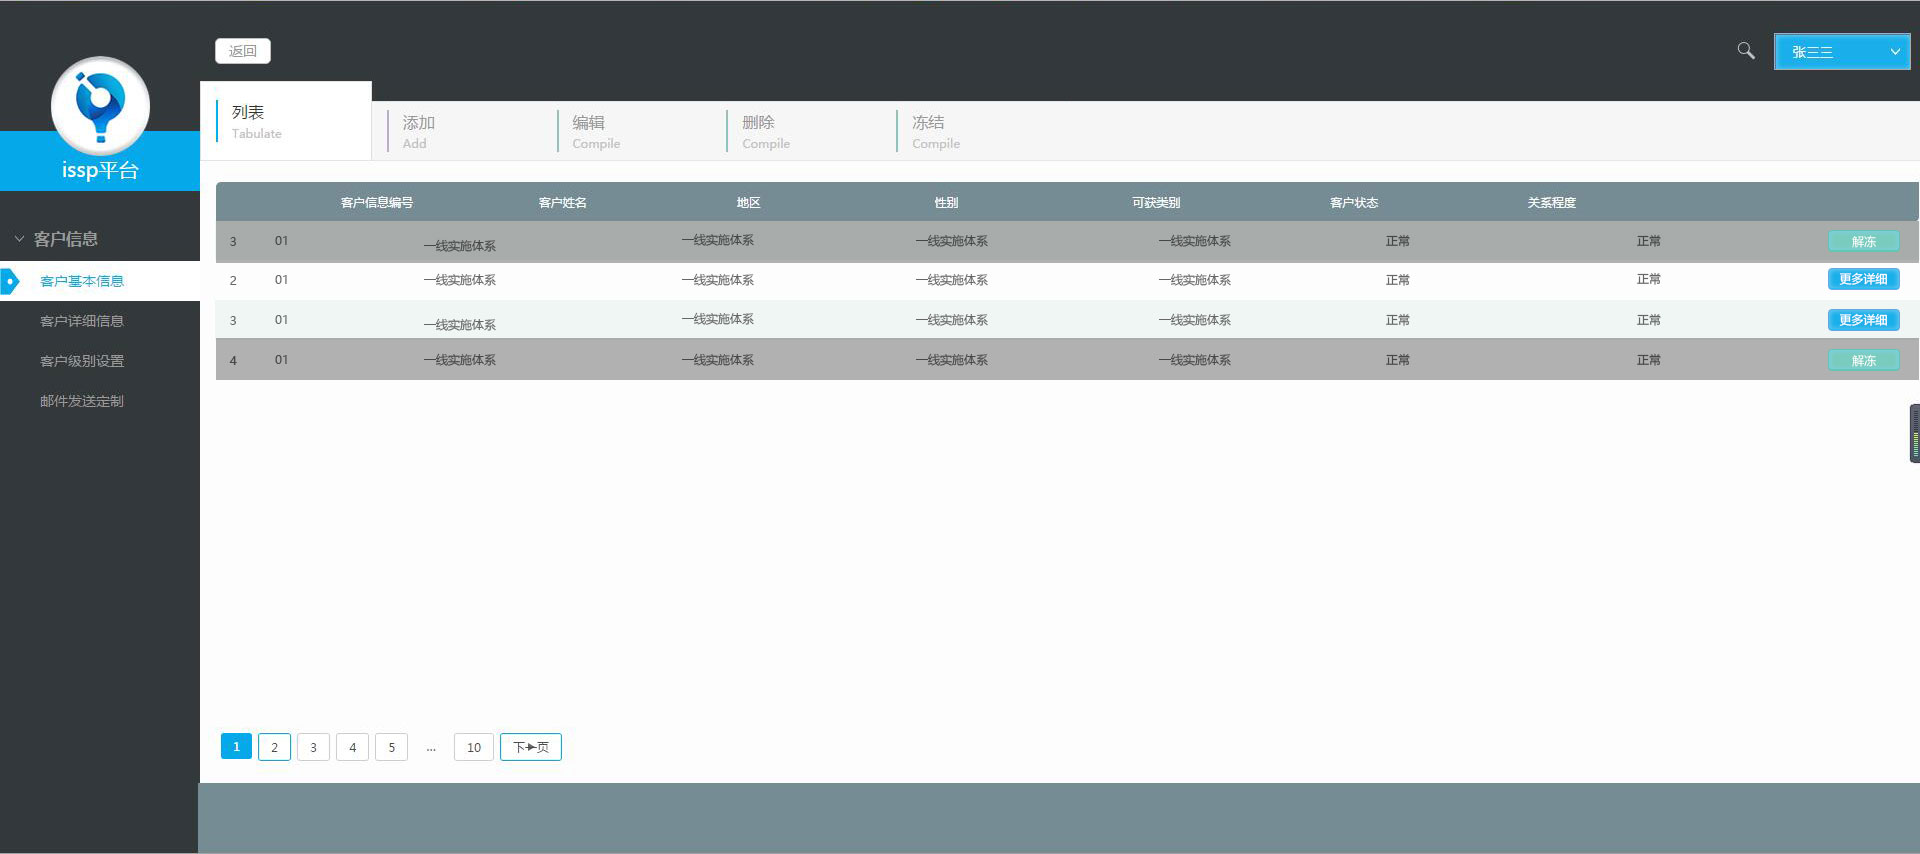 返回
张三三
issp平台
列表
Tabulate
添加
Add
编辑
Compile
删除
Compile
冻结
Compile
客户信息
客户基本信息
客户详细信息
客户级别设置
邮件发送定制
客户信息编号 客户姓名 地区 性别 可获类别 客户状态 关系程度
3 01 一线实施体系 一线实施体系 一线实施体系 一线实施体系 正常 正常 解冻
2 01 一线实施体系 一线实施体系 一线实施体系 一线实施体系 正常 正常 更多详细
3 01 一线实施体系 一线实施体系 一线实施体系 一线实施体系 正常 正常 更多详细
4 01 一线实施体系 一线实施体系 一线实施体系 一线实施体系 正常 正常 解冻
1 2 3 4 5 ... 10 下一页